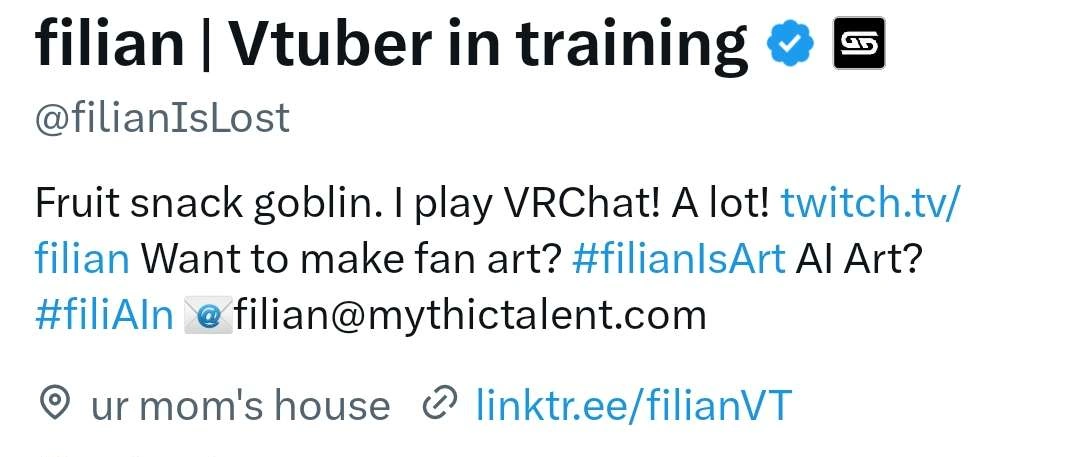 filian | Vtuber in training
@filianIsLost
Fruit snack goblin. I play VRChat! A lot! twitch.tv/
filian Want to make fan art? #filianIsArt AI Art?
#filiAIn 📧filian@mythictalent.com
ur mom's house linktr.ee/filianVT